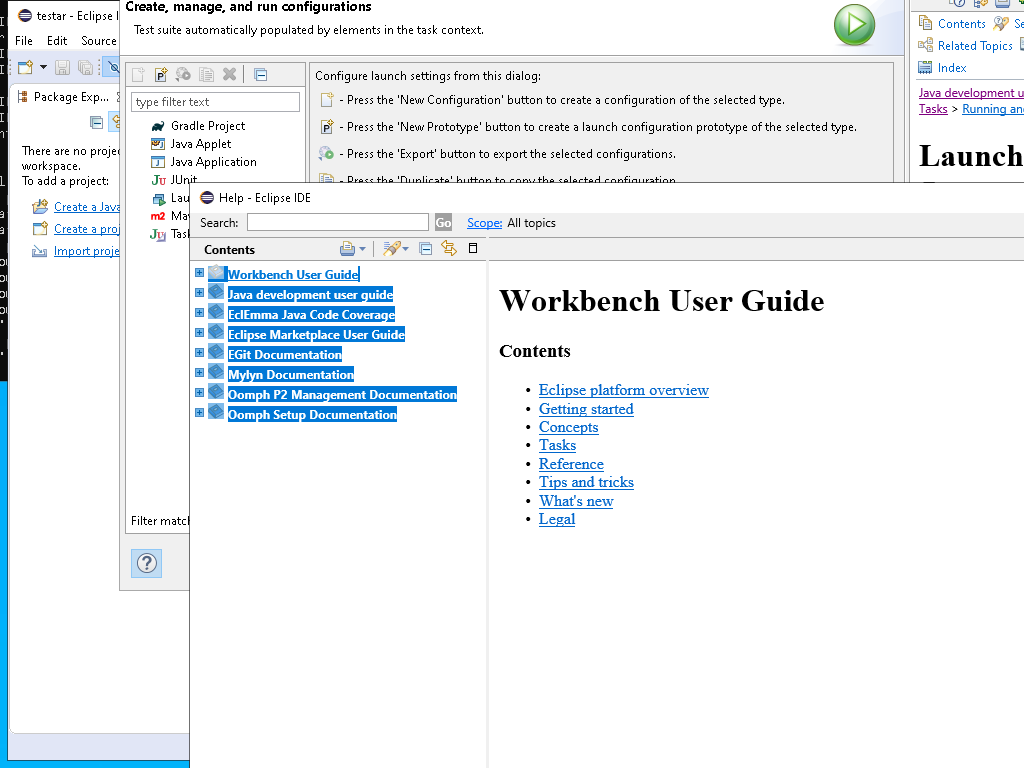 testar - Eclipse I
File Edit Source
Package Exp...
There are no projec
workspace.
To add a project:
Create a Java
Create a proj
Import proje
Create, manage, and run configurations
Test suite automatically populated by elements in the task context.
type filter text
Gradle Project
Java Applet
Java Application
JUnit
Lau
Mav
Task
Filter match
Configure launch settings from this dialog:
- Press the 'New Configuration' button to create a configuration of the selected type.
- Press the 'New Prototype' button to create a launch configuration prototype of the selected type.
- Press the 'Export' button to export the selected configurations.
- Press the 'Duplicate' button to copy the selected configuration.
Contents Se
Related Topics
Index
Java development u
Tasks > Running and
Launch
Help - Eclipse IDE
Search: Go Scope: All topics
Contents
Workbench User Guide
Java development user guide
EclEmma Java Code Coverage
Eclipse Marketplace User Guide
EGit Documentation
Mylyn Documentation
Oomph P2 Management Documentation
Oomph Setup Documentation
Workbench User Guide
Contents
• Eclipse platform overview
• Getting started
• Concepts
• Tasks
• Reference
• Tips and tricks
• What's new
• Legal